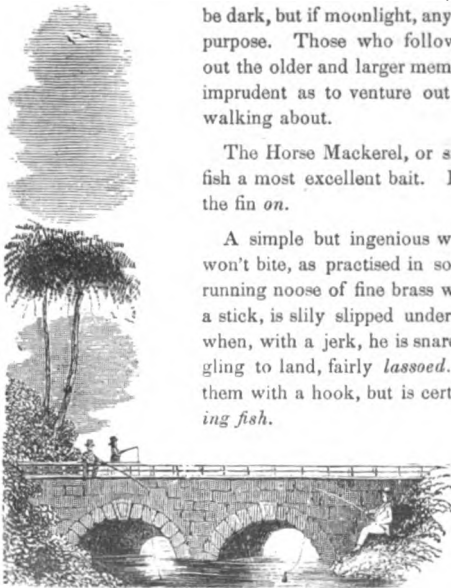 be dark, but if moonlight, any
purpose. Those who follow
out the older and larger mem
imprudent as to venture out
walking about.
The Horse Mackerel, or s
fish a most excellent bait. I
the fin on.
A simple but ingenious w
won't bite, as practised in so
running noose of fine brass w
a stick, is slily slipped under
when, with a jerk, he is snare
gling to land, fairly lassoed.
them with a hook, but is cert
ing fish.